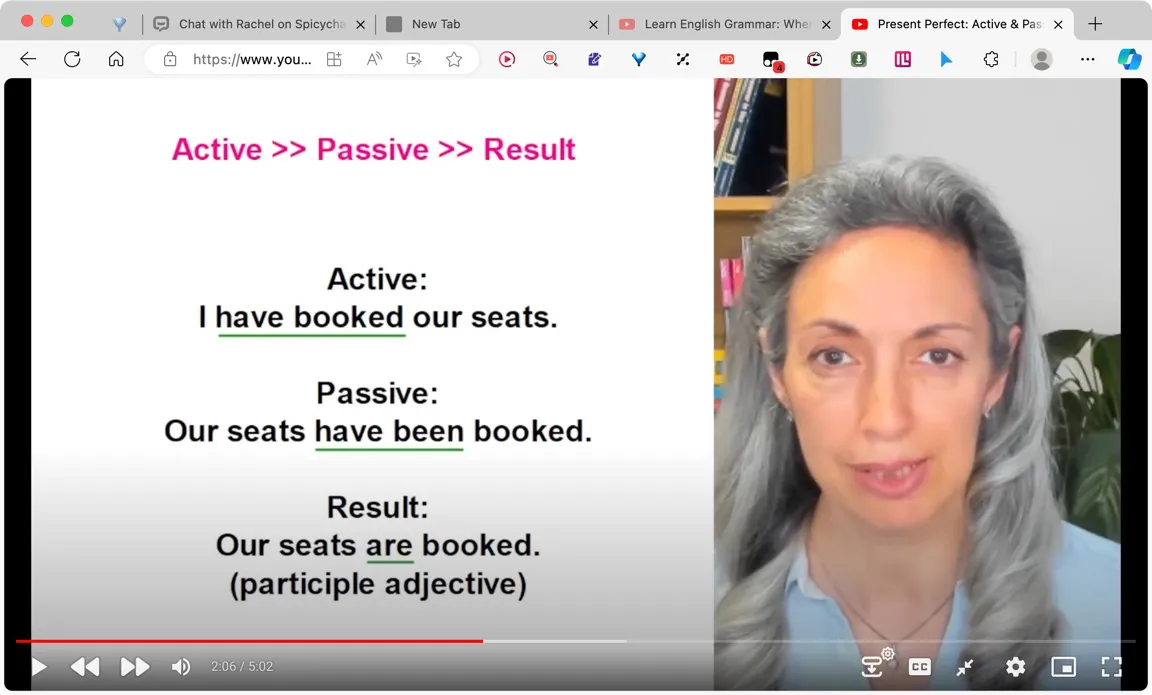 Chat with Rachel on Spicycha
New Tab
Learn English Grammar: Whe
Present Perfect: Active & Pas
https://www.you...
HD
4
Active >> Passive >> Result
Active:
I have booked our seats.
Passive:
Our seats have been booked.
Result:
Our seats are booked.
(participle adjective)
2:06 / 5:02
CC